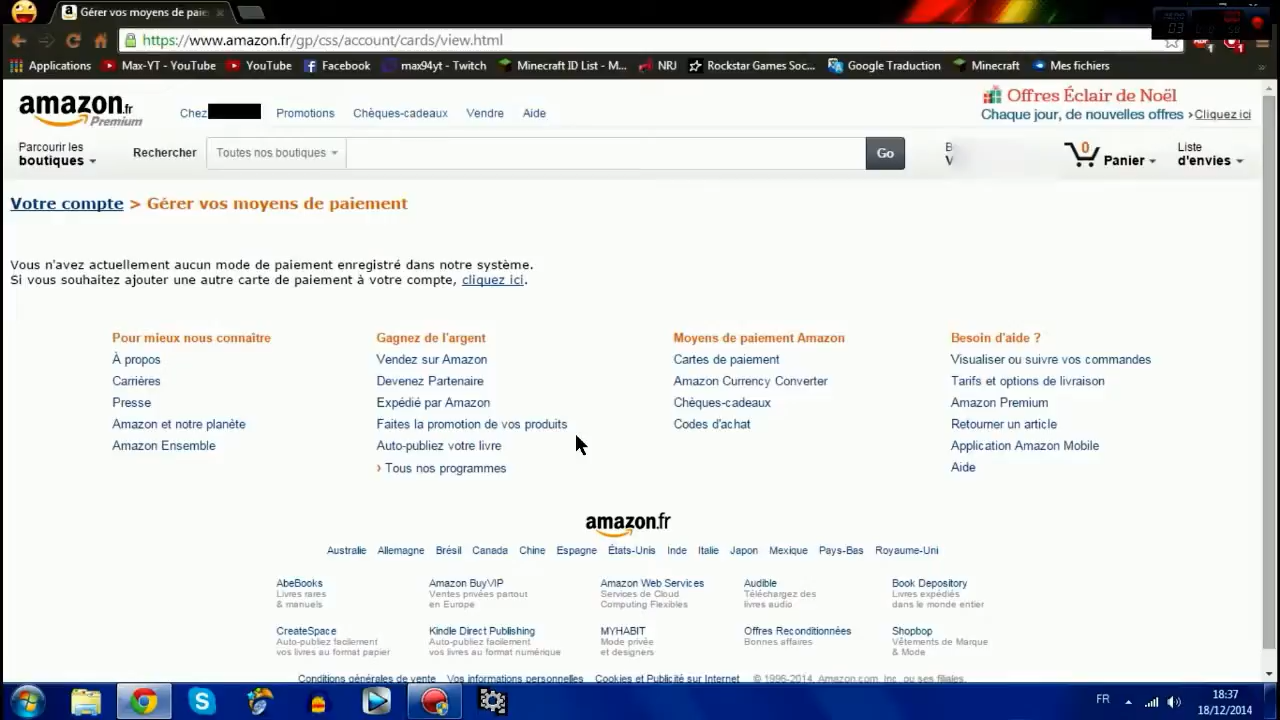 Gérer vos moyens de paie
https://www.amazon.fr/gp/css/account/cards/view.html
Applications Max-YT - YouTube YouTube Facebook max94yt - Twitch Minecraft ID List - M... NRJ Rockstar Games Soc... Google Traduction Minecraft Mes fichiers
amazon.fr
Premium
Chez Promotions Chèques-cadeaux Vendre Aide
Offres Éclair de Noël
Chaque jour, de nouvelles offres › Cliquez ici
Parcourir les
boutiques
Rechercher Toutes nos boutiques Go
0
Panier
Liste
d'envies
Votre compte > Gérer vos moyens de paiement
Vous n'avez actuellement aucun mode de paiement enregistré dans notre système.
Si vous souhaitez ajouter une autre carte de paiement à votre compte, cliquez ici.
Pour mieux nous connaître
À propos
Carrières
Presse
Amazon et notre planète
Amazon Ensemble
Gagnez de l'argent
Vendez sur Amazon
Devenez Partenaire
Expédié par Amazon
Faites la promotion de vos produits
Auto-publiez votre livre
› Tous nos programmes
Moyens de paiement Amazon
Cartes de paiement
Amazon Currency Converter
Chèques-cadeaux
Codes d'achat
Besoin d'aide ?
Visualiser ou suivre vos commandes
Tarifs et options de livraison
Amazon Premium
Retourner un article
Application Amazon Mobile
Aide
amazon.fr
Australie Allemagne Brésil Canada Chine Espagne États-Unis Inde Italie Japon Mexique Pays-Bas Royaume-Uni
AbeBooks
Livres rares
& manuels
Amazon BuyVIP
Ventes privées partout
en Europe
Amazon Web Services
Services de Cloud
Computing Flexibles
Audible
Téléchargez des
livres audio
Book Depository
Livres expédiés
dans le monde entier
CreateSpace
Auto-publiez facilement
vos livres au format papier
Kindle Direct Publishing
Auto-publiez facilement
vos livres au format numérique
MYHABIT
Mode privée
et designers
Offres Reconditionnées
Bonnes affaires
Shopbop
Vêtements de Marque
& Mode
Conditions générales de vente Vos informations personnelles Cookies et Publicité sur Internet © 1996-2014, Amazon.com, Inc. ou ses filiales.
FR
18:37
18/12/2014